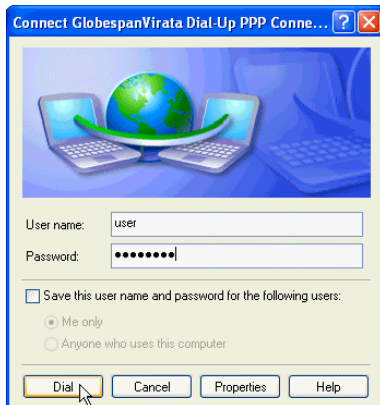 Connect GlobespanVirata Dial-Up PPP Conne...
User name: user
Password: ••••••••
Save this user name and password for the following users:
Me only
Anyone who uses this computer
Dial Cancel Properties Help